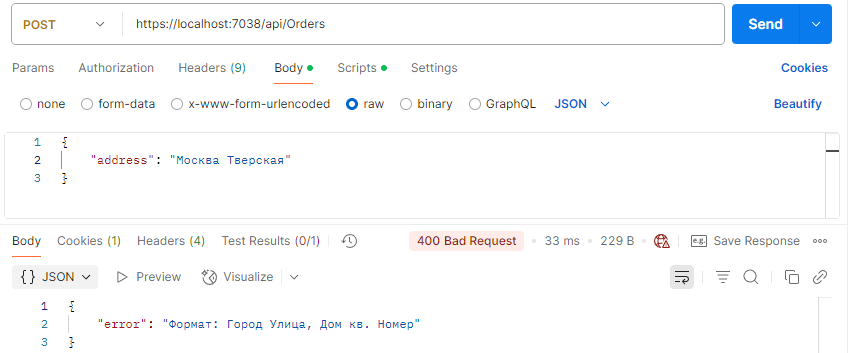 POST https://localhost:7038/api/Orders Send
Params Authorization Headers (9) Body Scripts Settings Cookies
none form-data x-www-form-urlencoded raw binary GraphQL JSON Beautify
1 {
2 "address": "Москва Тверская"
3 }
Body Cookies (1) Headers (4) Test Results (0/1) 400 Bad Request • 33 ms • 229 B e.g. Save Response
{} JSON Preview Visualize
1 {
2 "error": "Формат: Город Улица, Дом кв. Номер"
3 }